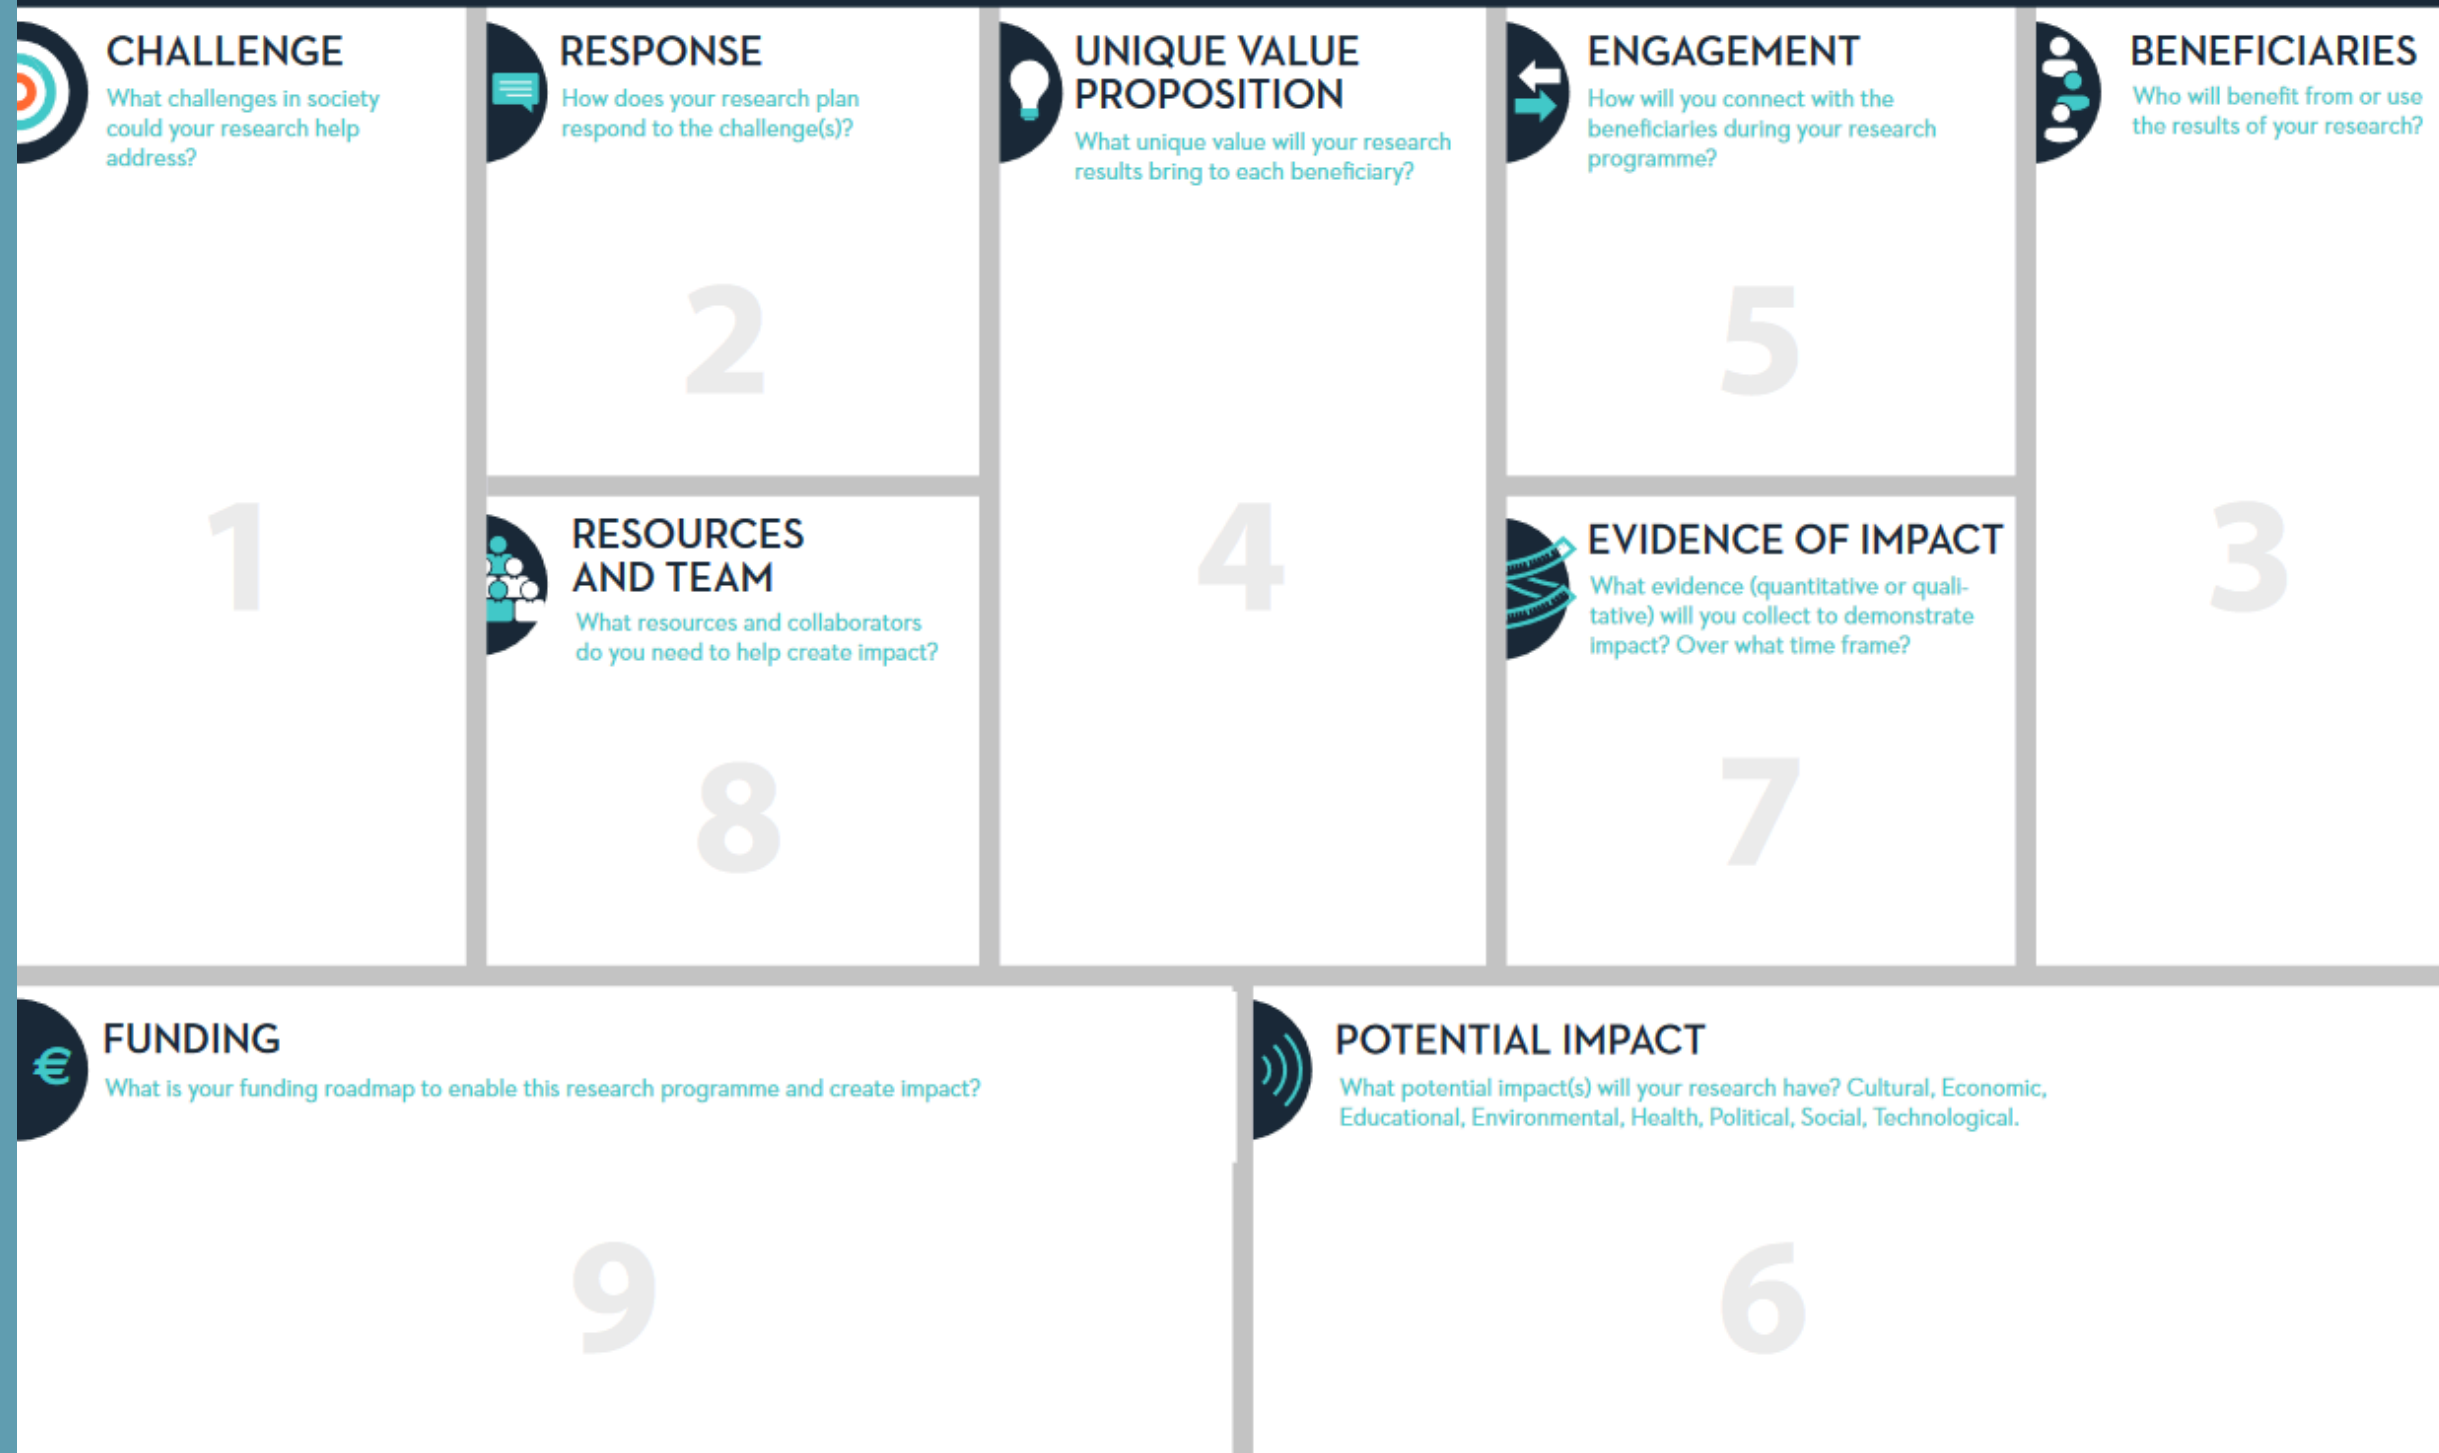 CHALLENGE
What challenges in society
could your research help
address?
1
RESPONSE
How does your research plan
respond to the challenge(s)?
2
RESOURCES
AND TEAM
What resources and collaborators
do you need to help create impact?
8
UNIQUE VALUE
PROPOSITION
What unique value will your research
results bring to each beneficiary?
4
ENGAGEMENT
How will you connect with the
beneficiaries during your research
programme?
5
EVIDENCE OF IMPACT
What evidence (quantitative or quali-
tative) will you collect to demonstrate
impact? Over what time frame?
7
BENEFICIARIES
Who will benefit from or use
the results of your research?
3
€
FUNDING
What is your funding roadmap to enable this research programme and create impact?
9
POTENTIAL IMPACT
What potential impact(s) will your research have? Cultural, Economic,
Educational, Environmental, Health, Political, Social, Technological.
6